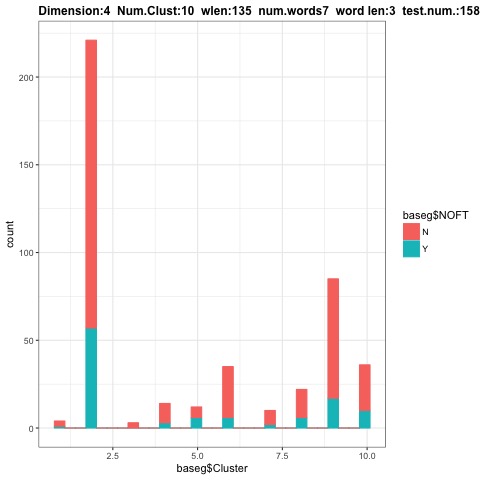 Dimension:4 Num.Clust:10 wlen:135 num.words7 word len:3 test.num.:158
200
150
100
50
0
count
2.5 5.0 7.5 10.0
baseg$Cluster
baseg$NOFT
N
Y